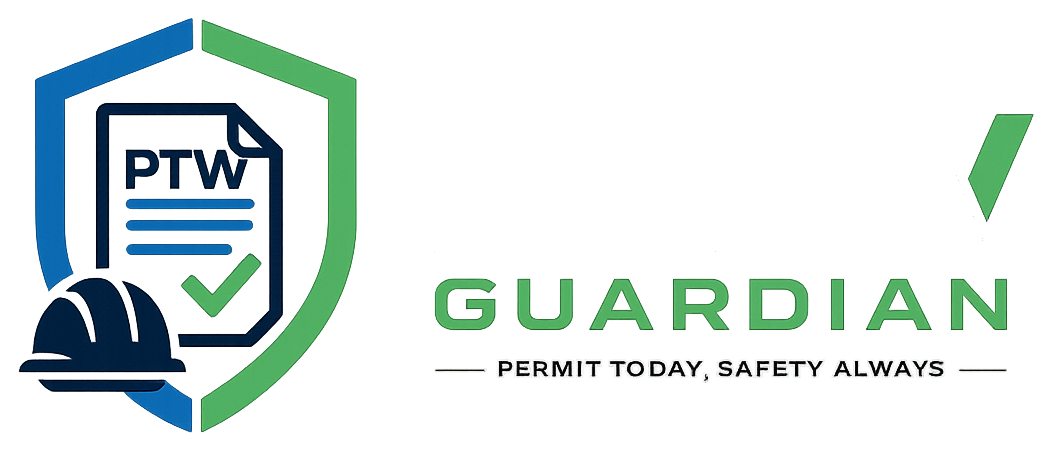 PTW
GUARDIAN
PERMIT TODAY, SAFETY ALWAYS